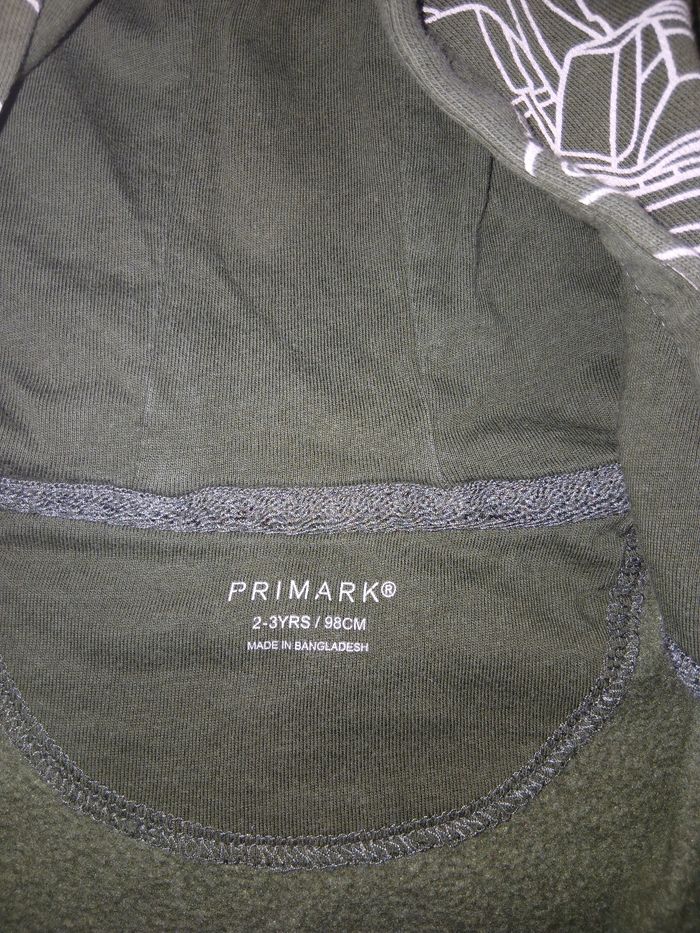 PRIMARK®
2-3YRS / 98CM
MADE IN BANGLADESH